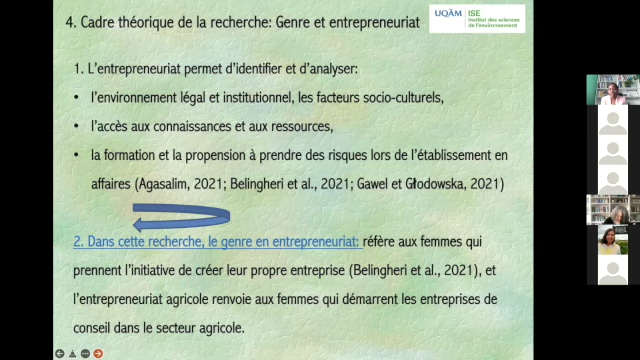 4. Cadre théorique de la recherche: Genre et entrepreneuriat
UQÀM ISE
Institut des sciences
de l'environnement
1. L'entrepreneuriat permet d'identifier et d'analyser:
• l'environnement légal et institutionnel, les facteurs socio-culturels,
• l'accès aux connaissances et aux ressources,
• la formation et la propension à prendre des risques lors de l'établissement en
affaires (Agasalim, 2021; Belingheri et al., 2021; Gawel et Głodowska, 2021)
2. Dans cette recherche, le genre en entrepreneuriat: réfère aux femmes qui
prennent l'initiative de créer leur propre entreprise (Belingheri et al., 2021), et
l'entrepreneuriat agricole renvoie aux femmes qui démarrent les entreprises de
conseil dans le secteur agricole.